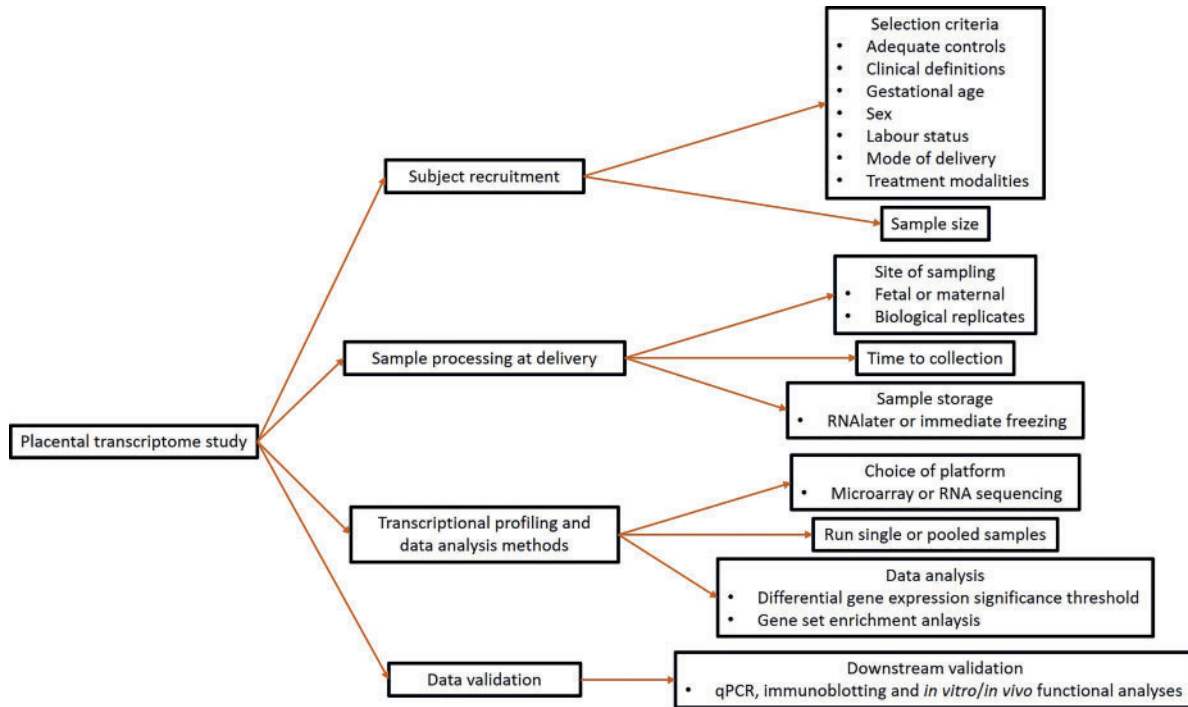 Selection criteria
• Adequate controls
• Clinical definitions
• Gestational age
• Sex
• Labour status
• Mode of delivery
• Treatment modalities
Subject recruitment
Sample size
Site of sampling
• Fetal or maternal
• Biological replicates
Sample processing at delivery
Time to collection
Sample storage
• RNAlater or immediate freezing
Placental transcriptome study
Choice of platform
• Microarray or RNA sequencing
Transcriptional profiling and
data analysis methods
Run single or pooled samples
Data analysis
• Differential gene expression significance threshold
• Gene set enrichment anlaysis
Data validation
Downstream validation
• qPCR, immunoblotting and in vitro/in vivo functional analyses